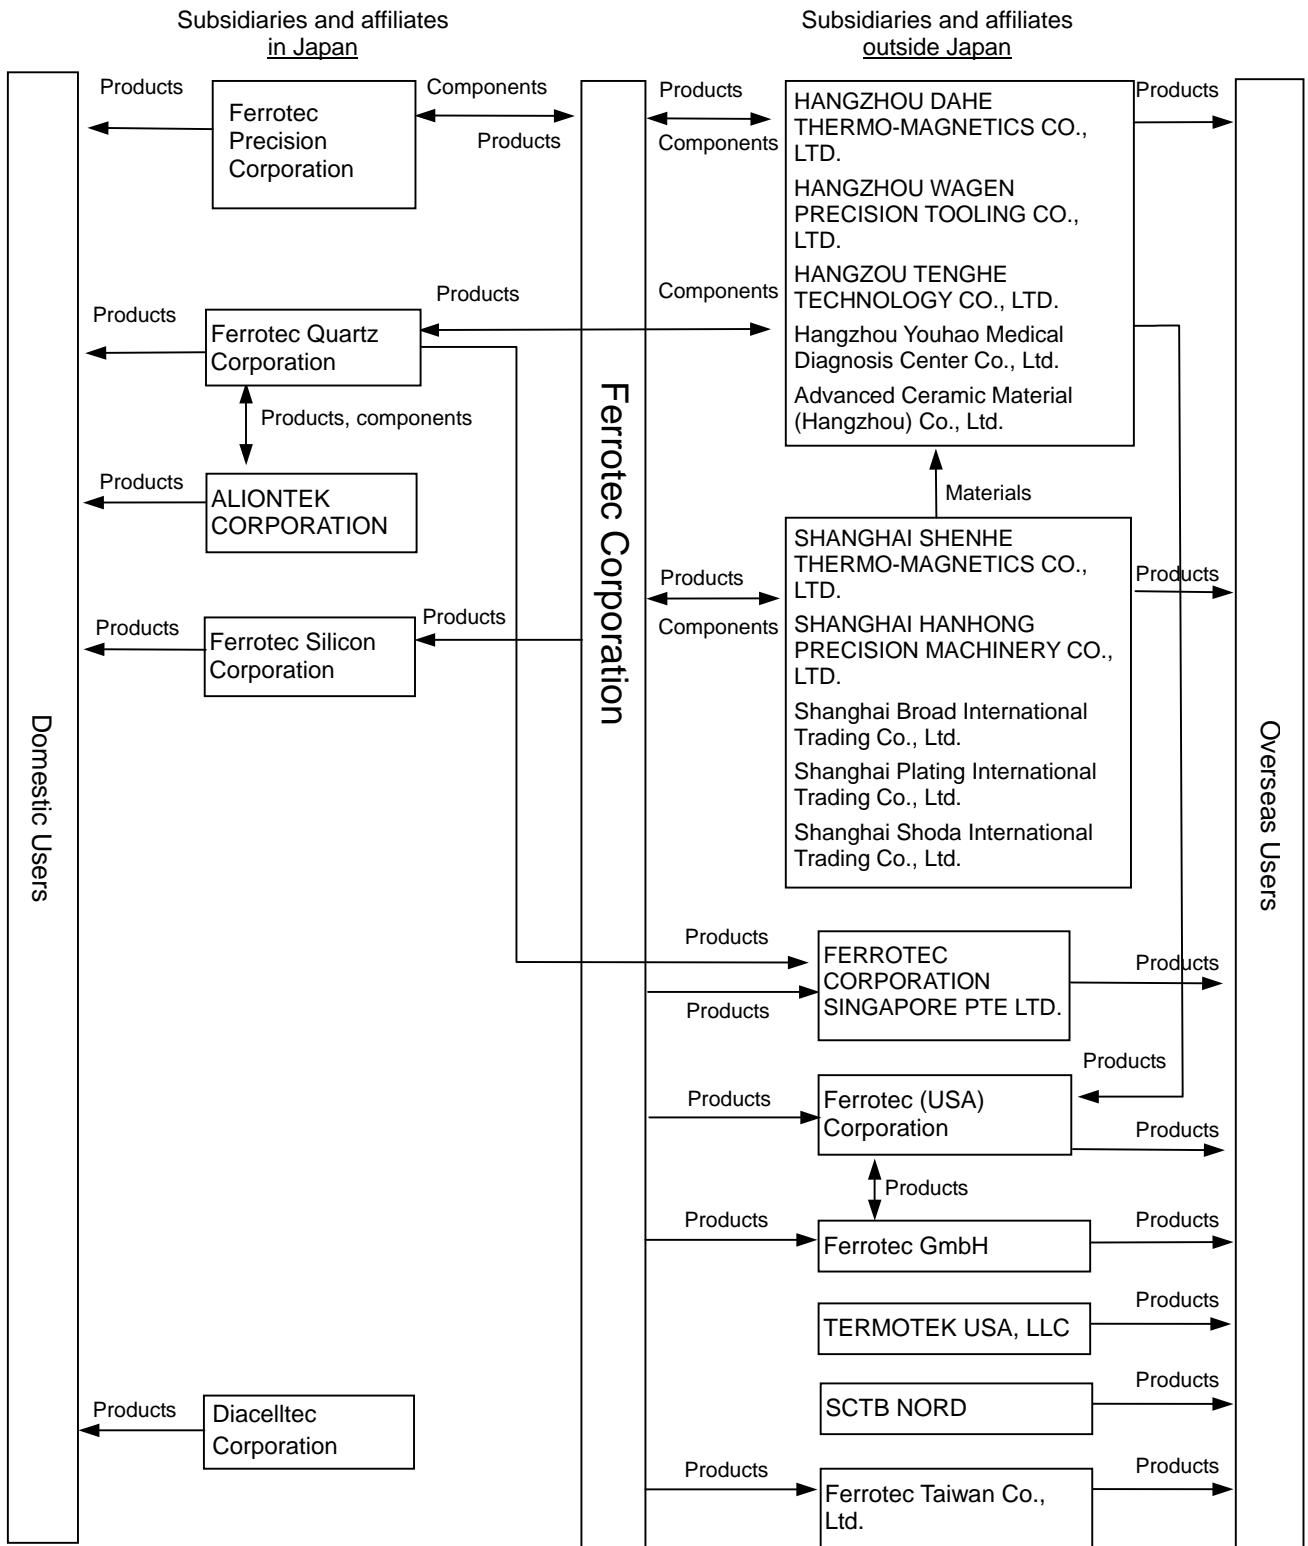 Subsidiaries and affiliates
in Japan
Subsidiaries and affiliates
outside Japan
Domestic Users
Products
Ferrotec
Precision
Corporation
Components
Products
Products
Ferrotec Quartz
Corporation
Products
Products, components
Products
ALIONTEK
CORPORATION
Products
Ferrotec Silicon
Corporation
Products
Products
Diacelltec
Corporation
Ferrotec Corporation
Products
Components
HANGZHOU DAHE
THERMO-MAGNETICS CO.,
LTD.
HANGZHOU WAGEN
PRECISION TOOLING CO.,
LTD.
HANGZOU TENGHE
TECHNOLOGY CO., LTD.
Hangzhou Youhao Medical
Diagnosis Center Co., Ltd.
Advanced Ceramic Material
(Hangzhou) Co., Ltd.
Products
Components
Materials
Products
Components
SHANGHAI SHENHE
THERMO-MAGNETICS CO.,
LTD.
SHANGHAI HANHONG
PRECISION MACHINERY CO.,
LTD.
Shanghai Broad International
Trading Co., Ltd.
Shanghai Plating International
Trading Co., Ltd.
Shanghai Shoda International
Trading Co., Ltd.
Products
Products
Products
FERROTEC
CORPORATION
SINGAPORE PTE LTD.
Products
Products
Products
Ferrotec (USA)
Corporation
Products
Products
Products
Ferrotec GmbH
Products
TERMOTEK USA, LLC
Products
SCTB NORD
Products
Products
Ferrotec Taiwan Co.,
Ltd.
Products
Overseas Users